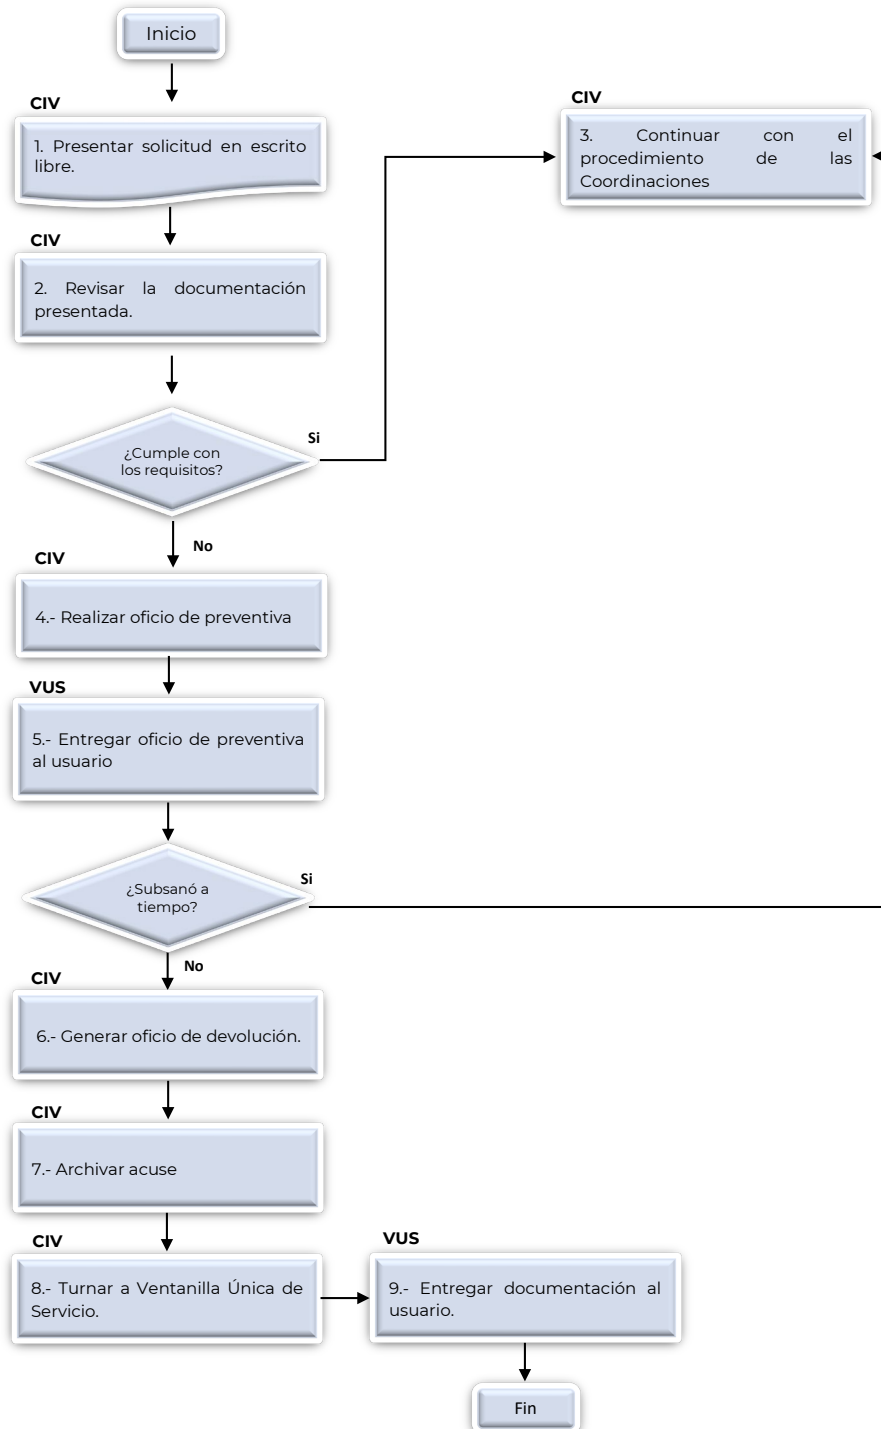 Inicio
CIV
1. Presentar solicitud en escrito
libre.
CIV
2. Revisar la documentación
presentada.
¿Cumple con
los requisitos?
Si
No
CIV
3. Continuar con el
procedimiento de las
Coordinaciones
CIV
4.- Realizar oficio de preventiva
VUS
5.- Entregar oficio de preventiva
al usuario
¿Subsanó a
tiempo?
Si
No
CIV
6.- Generar oficio de devolución.
CIV
7.- Archivar acuse
CIV
8.- Turnar a Ventanilla Única de
Servicio.
VUS
9.- Entregar documentación al
usuario.
Fin